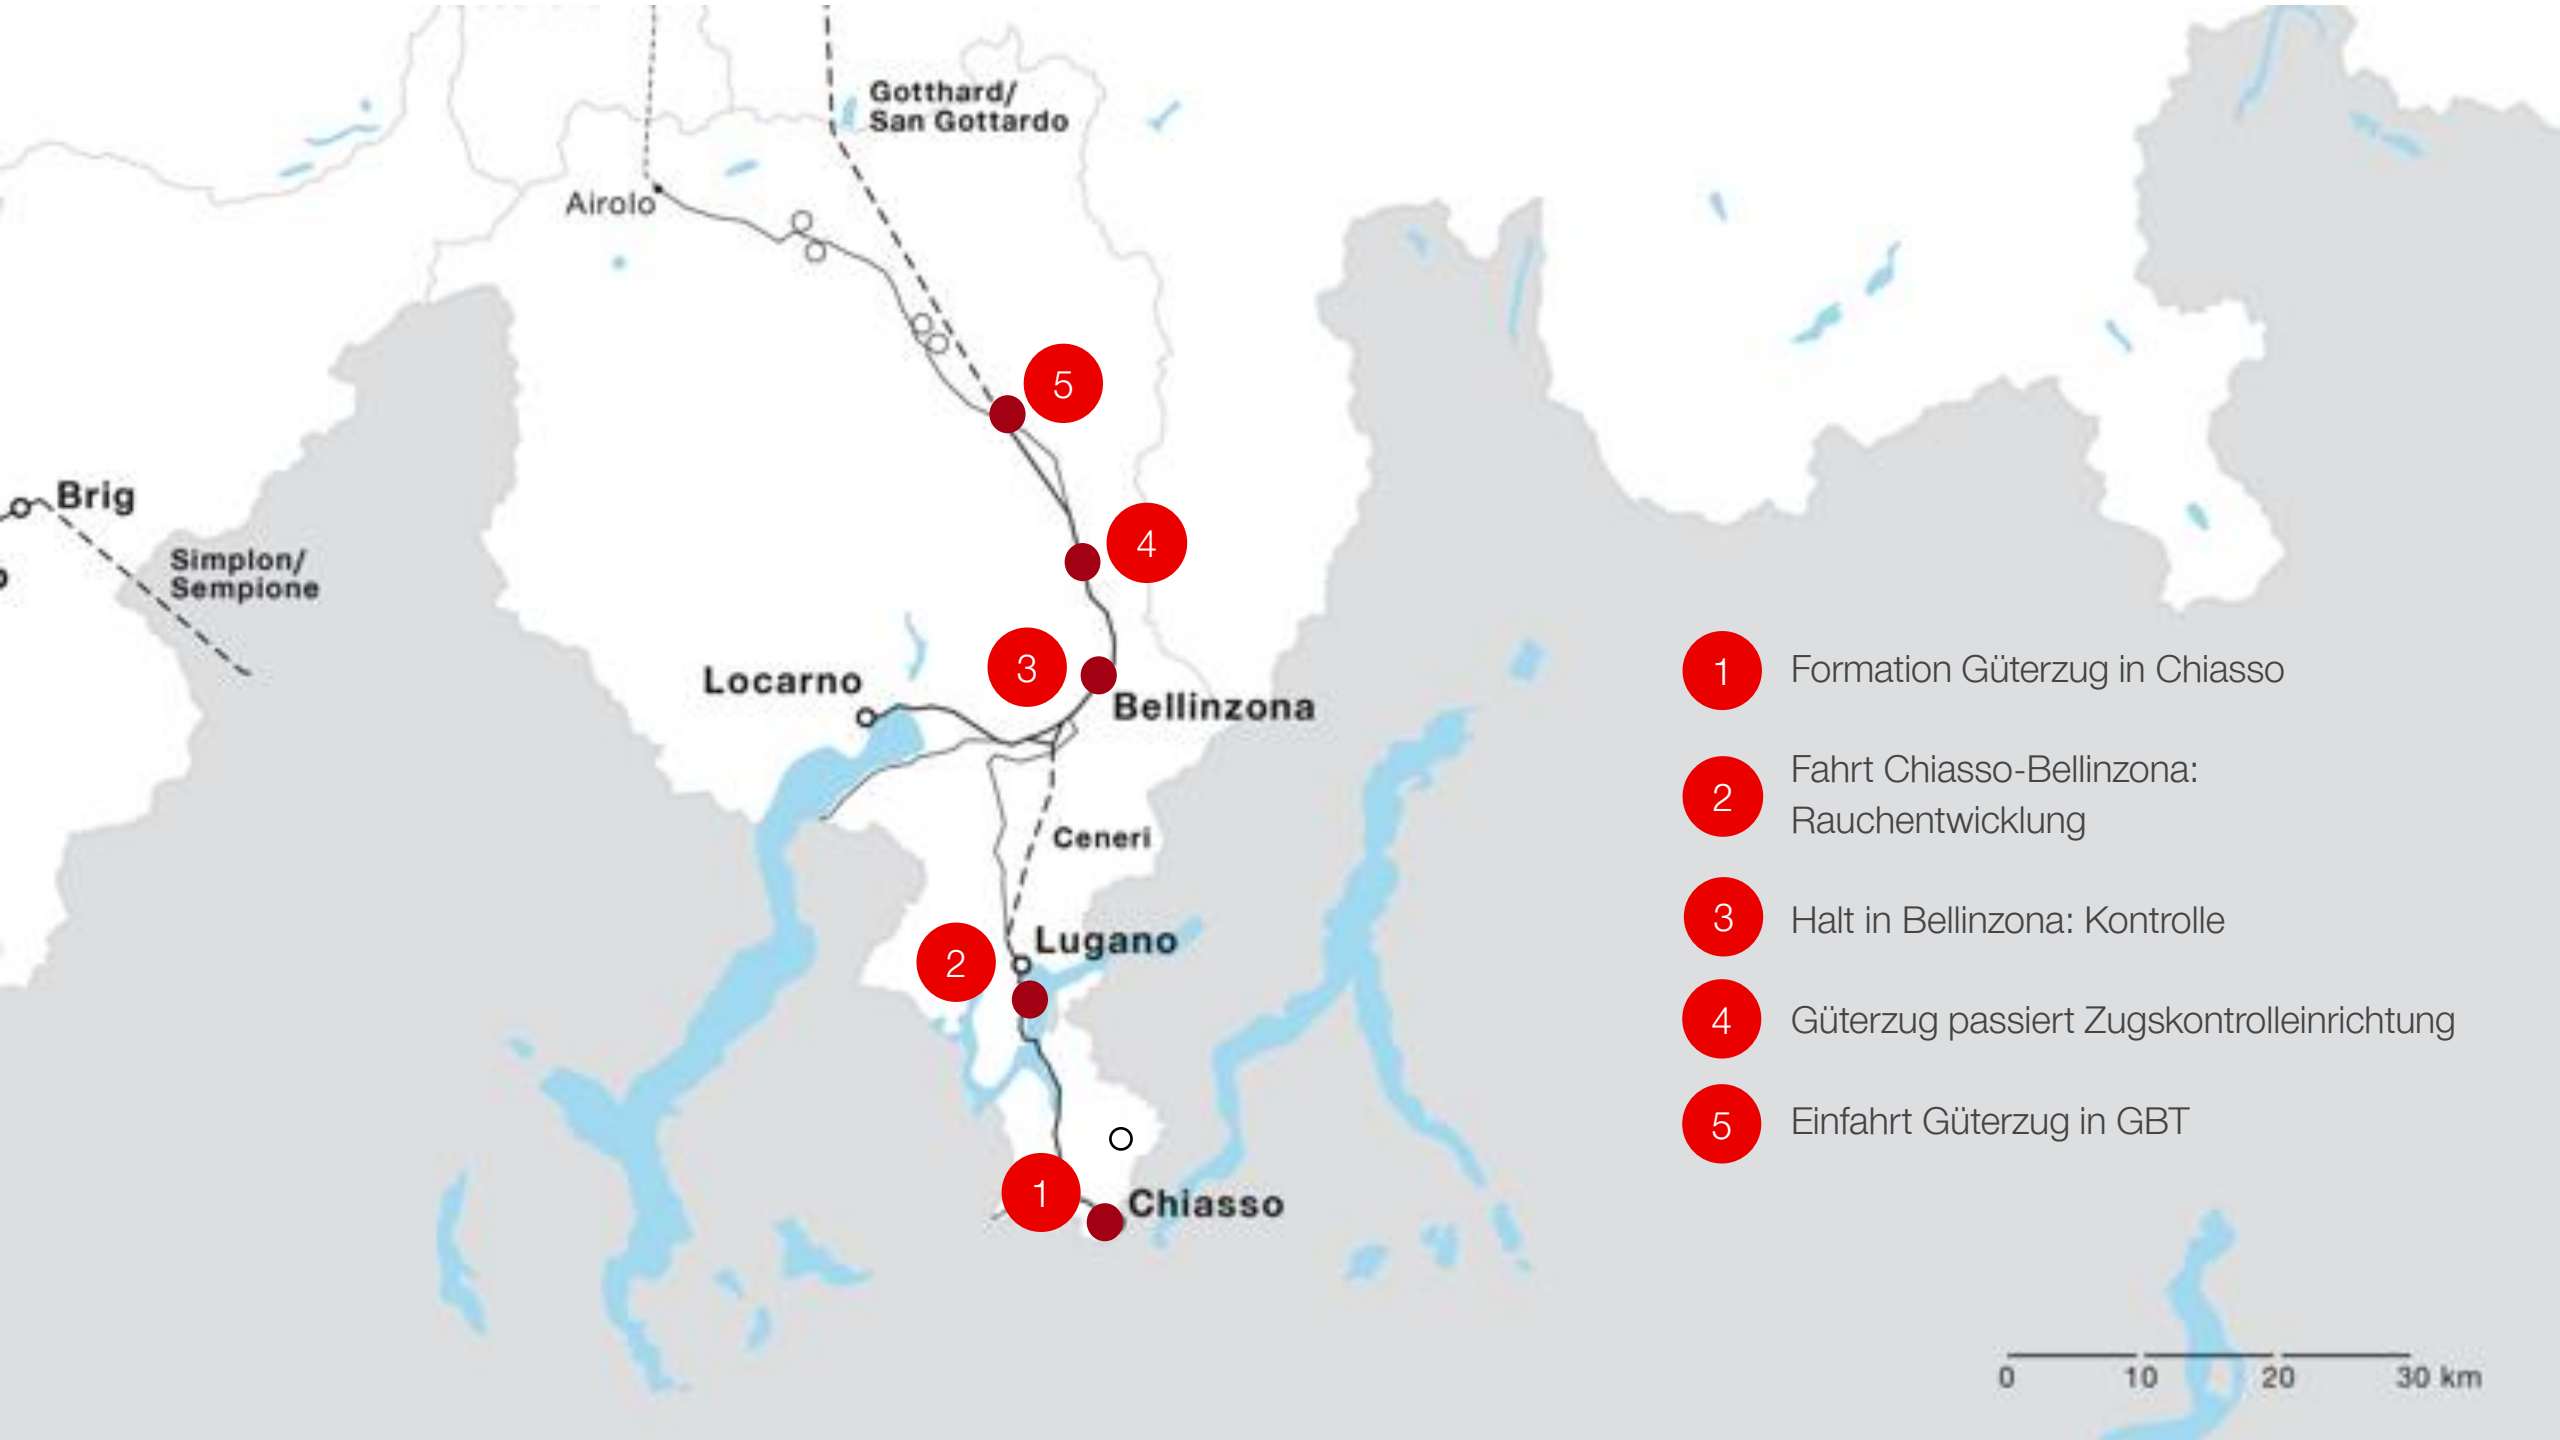 Gotthard/
San Gottardo
Airolo
5
Brig
4
Simplon/
Sempione
3
Locarno
Bellinzona
Ceneri
Lugano
2
1
Chiasso
1 Formation Güterzug in Chiasso
2 Fahrt Chiasso-Bellinzona:
Rauchentwicklung
3 Halt in Bellinzona: Kontrolle
4 Güterzug passiert Zugskontrolleinrichtung
5 Einfahrt Güterzug in GBT
0 10 20 30 km